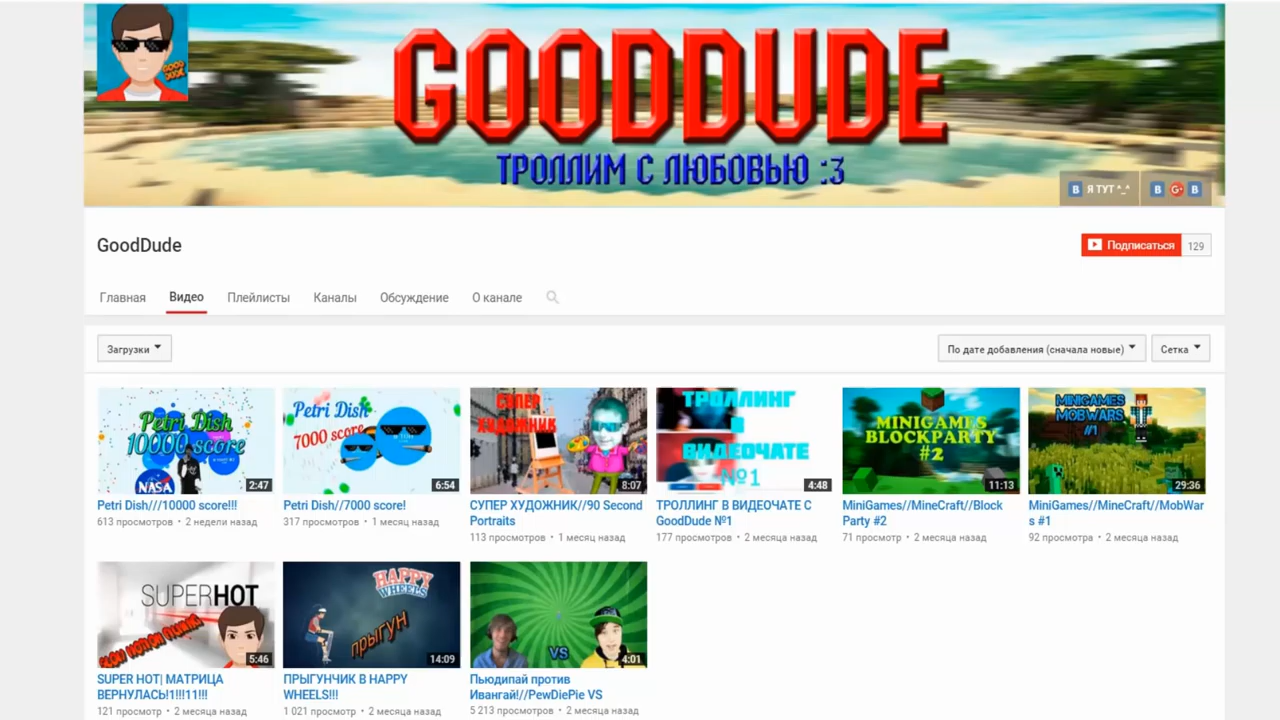 GOOD DUDE
GOODDUDE
ТРОЛЛИМ С ЛЮБОВЬЮ :3
Я ТУТ ^_^
GoodDude
Подписаться 129
Главная Видео Плейлисты Каналы Обсуждение О канале
Загрузки
По дате добавления (сначала новые)
Сетка
Petri Dish
10000 score
NASA
2:47
Petri Dish///10000 score!!!
613 просмотров • 2 недели назад
Petri Dish
7000 score
6:54
Petri Dish//7000 score!
317 просмотров • 1 месяц назад
СУПЕР
ХУДОЖНИК
8:07
СУПЕР ХУДОЖНИК//90 Second
Portraits
113 просмотров • 1 месяц назад
ТРОЛЛИНГ
В
ВИДЕОЧАТЕ
№1
4:48
ТРОЛЛИНГ В ВИДЕОЧАТЕ С
GoodDude №1
177 просмотров • 2 месяца назад
MINIGAMES
BLOCKPARTY
#2
11:13
MiniGames//MineCraft//Block
Party #2
71 просмотр • 2 месяца назад
MINIGAMES
MOBWARS
#1
29:36
MiniGames//MineCraft//MobWar
s #1
92 просмотра • 2 месяца назад
SUPERHOT
5:46
SUPER HOT| МАТРИЦА
ВЕРНУЛАСЬ!1!!!11!!!
121 просмотр • 2 месяца назад
HAPPY
WHEELS
прыгун
14:09
ПРЫГУНЧИК В HAPPY
WHEELS!!!
1 021 просмотр • 2 месяца назад
VS
4:01
Пьюдипай против
Ивангай!//PewDiePie VS
5 213 просмотров • 2 месяца назад